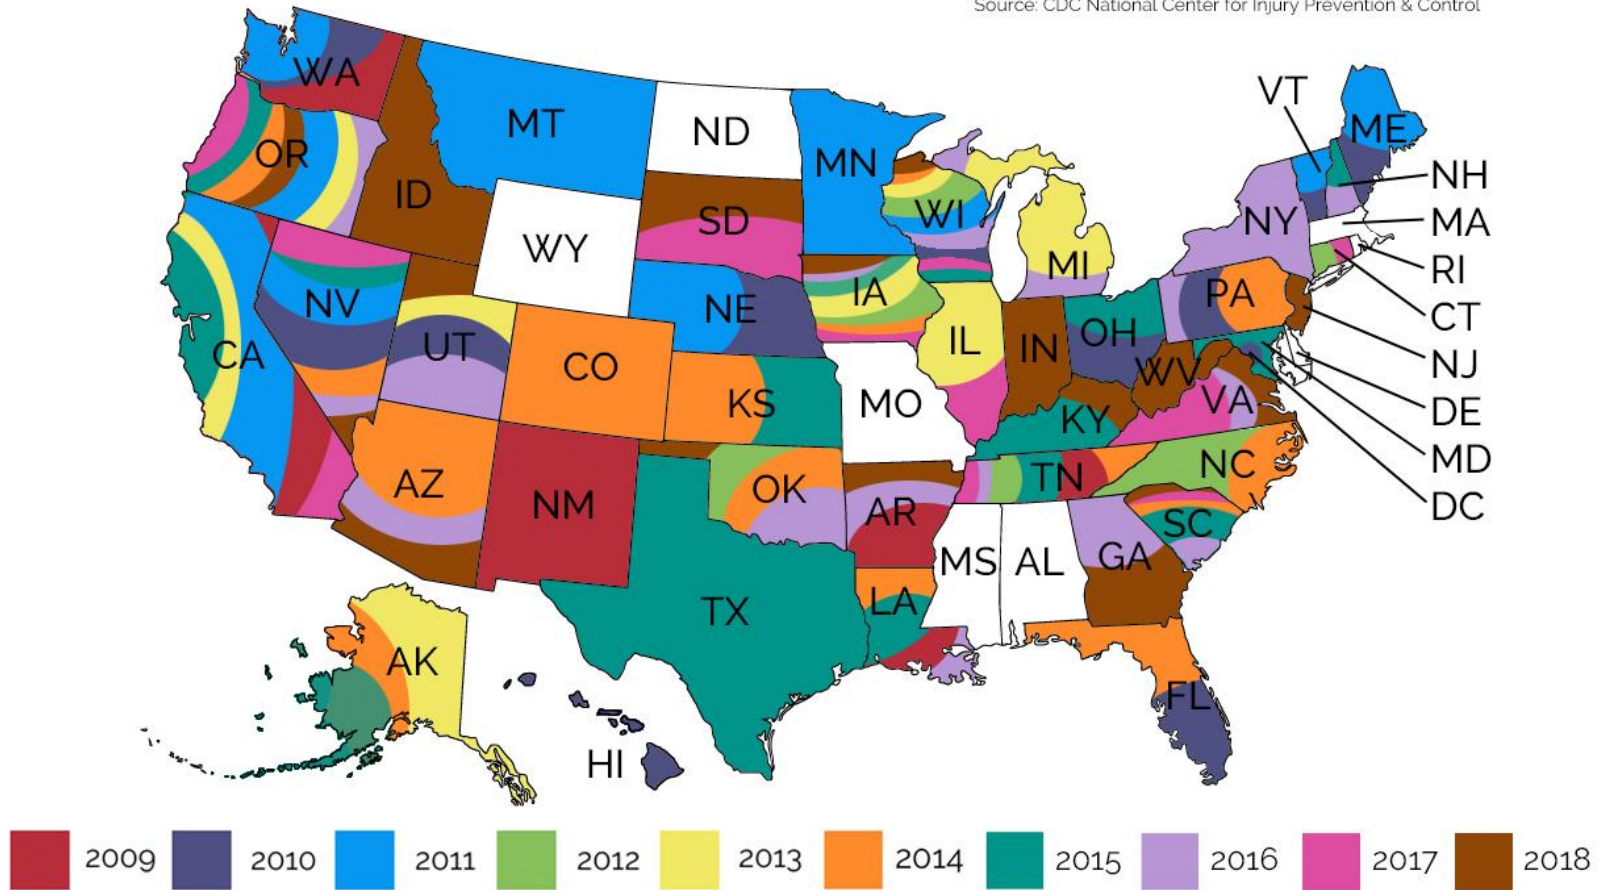 Source: CDC National Center for Injury Prevention & Control
WA
MT
ND
MN
VT
ME
OR
ID
SD
WI
NH
MA
NY
WY
MI
RI
NV
NE
IA
PA
CT
CA
UT
CO
IL
IN
OH
NJ
KS
MO
WV
VA
DE
KY
MD
AZ
NM
OK
AR
TN
NC
DC
SC
MS
AL
GA
TX
LA
AK
FL
HI
2009
2010
2011
2012
2013
2014
2015
2016
2017
2018